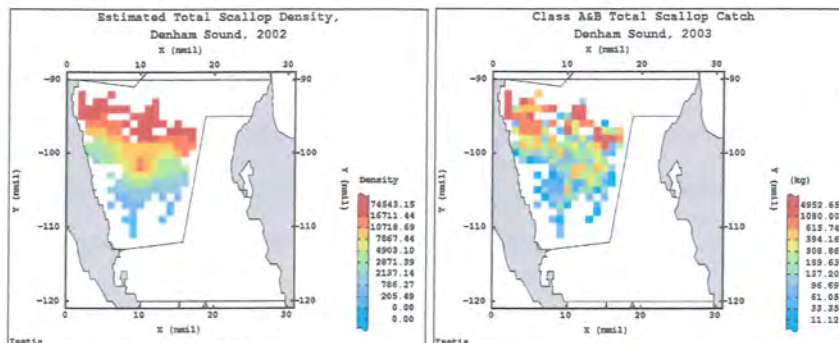 Estimated Total Scallop Density,
Denham Sound, 2002
X (nmil)
0 10 20 30
-90 -90
-100 -100
-110 -110
-120 -120
Y (nmil)
Y (nmil)
0 10 20 30
X (nmil)
Density
74543.15
16711.44
10718.69
7867.44
4903.10
2871.39
2137.14
786.27
205.49
0.00
0.00
Isatis
Class A&B Total Scallop Catch
Denham Sound, 2003
X (nmil)
0 10 20 30
-90 -90
-100 -100
-110 -110
-120 -120
Y (nmil)
Y (nmil)
0 10 20 30
X (nmil)
(kg)
4952.65
1080.00
615.74
394.16
308.86
189.63
137.20
96.69
61.05
33.35
11.12
Isatis